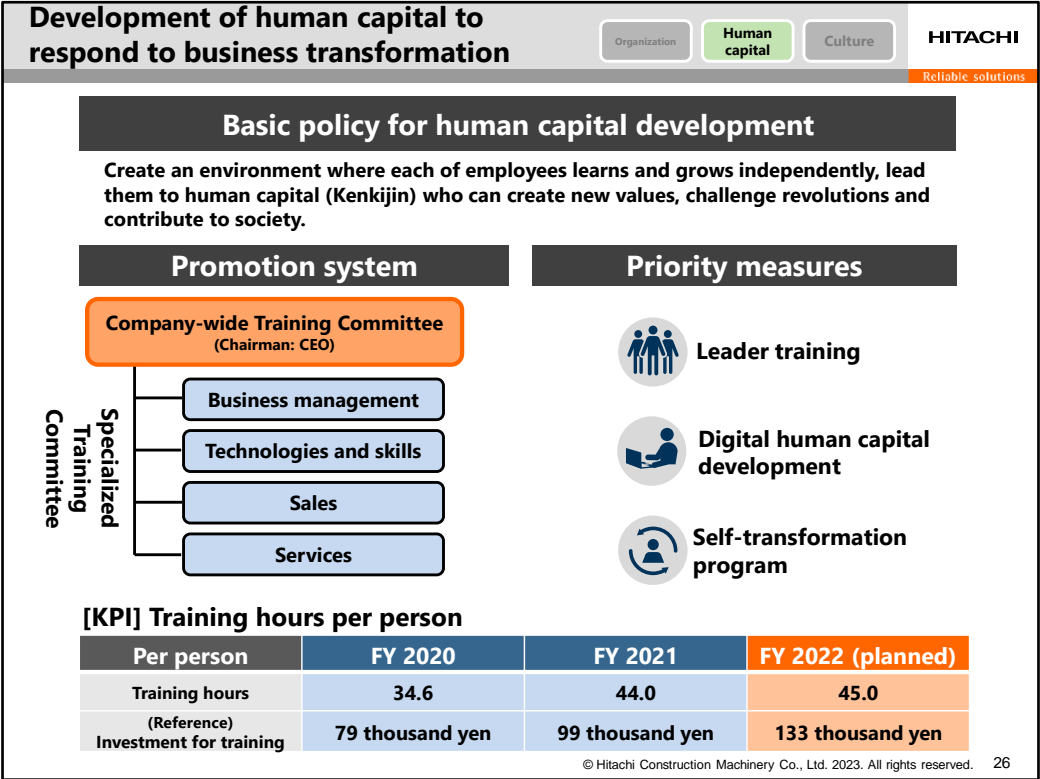 Development of human capital to
respond to business transformation
Organization
Human
capital
Culture
HITACHI
Reliable solutions
Basic policy for human capital development
Create an environment where each of employees learns and grows independently, lead
them to human capital (Kenkijin) who can create new values, challenge revolutions and
contribute to society.
Promotion system
Company-wide Training Committee
(Chairman: CEO)
Specialized
Training
Committee
Business management
Technologies and skills
Sales
Services
Priority measures
Leader training
Digital human capital
development
Self-transformation
program
[KPI] Training hours per person
Per person FY 2020 FY 2021 FY 2022 (planned)
Training hours 34.6 44.0 45.0
(Reference)
Investment for training 79 thousand yen 99 thousand yen 133 thousand yen
© Hitachi Construction Machinery Co., Ltd. 2023. All rights reserved. 26